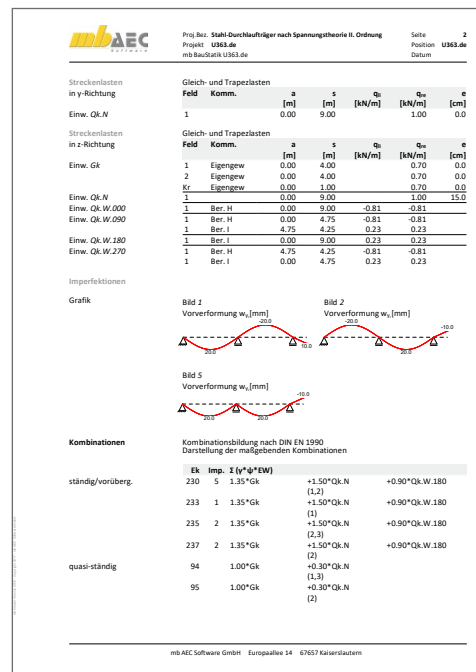 mb AEC
Software
Proj.Bez. Stahl-Durchlaufträger nach Spannungstheorie II. Ordnung Seite 2
Projekt U363.de Position U363.de
mb BauStatik U363.de Datum
Streckenlasten Gleich- und Trapezlasten
in y-Richtung Feld Komm. a s qli qre e
[m] [m] [kN/m] [kN/m] [cm]
Einw. Qk.N 1 0.00 9.00 1.00 0.0
Streckenlasten Gleich- und Trapezlasten
in z-Richtung Feld Komm. a s qli qre e
[m] [m] [kN/m] [kN/m] [cm]
Einw. Gk 1 Eigengew 0.00 4.00 0.70 0.0
2 Eigengew 0.00 4.00 0.70 0.0
Kr Eigengew 0.00 1.00 0.70 0.0
Einw. Qk.N 1 0.00 9.00 1.00 15.0
Einw. Qk.W.000 1 Ber. H 0.00 9.00 -0.81 -0.81
Einw. Qk.W.090 1 Ber. H 0.00 4.75 -0.81 -0.81
1 Ber. I 4.75 4.25 0.23 0.23
Einw. Qk.W.180 1 Ber. I 0.00 9.00 0.23 0.23
Einw. Qk.W.270 1 Ber. H 4.75 4.25 -0.81 -0.81
1 Ber. I 0.00 4.75 0.23 0.23
Imperfektionen
Grafik Bild 1 Bild 2
Vorverformung wv,[mm] Vorverformung wv,[mm]
-20.0 -20.0
20.0 10.0 20.0 -10.0
Bild 5
Vorverformung wv,[mm]
-10.0
20.0 20.0
Kombinationen Kombinationsbildung nach DIN EN 1990
Darstellung der maßgebenden Kombinationen
Ek Imp. Σ (γ*ψ*EW)
ständig/vorüberg. 230 5 1.35*Gk +1.50*Qk.N +0.90*Qk.W.180
(1,2)
233 1 1.35*Gk +1.50*Qk.N +0.90*Qk.W.180
(1)
235 2 1.35*Gk +1.50*Qk.N +0.90*Qk.W.180
(2,3)
237 2 1.35*Gk +1.50*Qk.N +0.90*Qk.W.180
(2)
quasi-ständig 94 1.00*Gk +0.30*Qk.N
(1,3)
95 1.00*Gk +0.30*Qk.N
(2)
mb AEC Software GmbH Europaallee 14 67657 Kaiserslautern